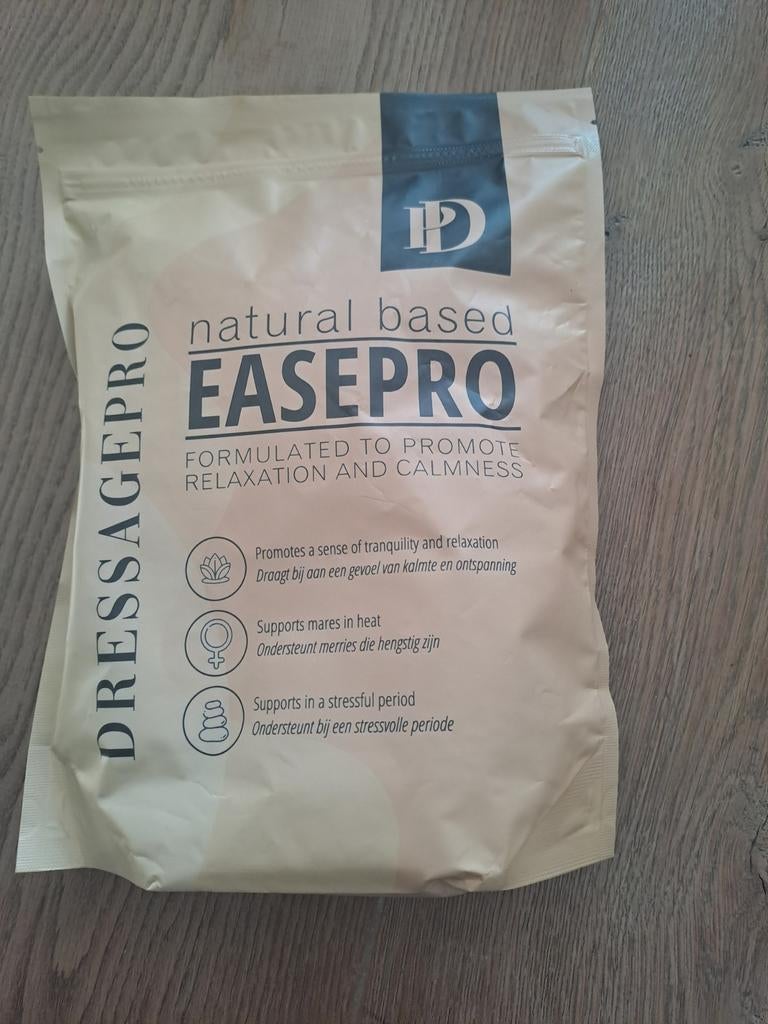 PD
natural based
EASEPRO
FORMULATED TO PROMOTE
RELAXATION AND CALMNESS
DRESSAGEPRO
Promotes a sense of tranquility and relaxation
Draagt bij aan een gevoel van kalmte en ontspanning
Supports mares in heat
Ondersteunt merries die hengstig zijn
Supports in a stressful period
Ondersteunt bij een stressvolle periode